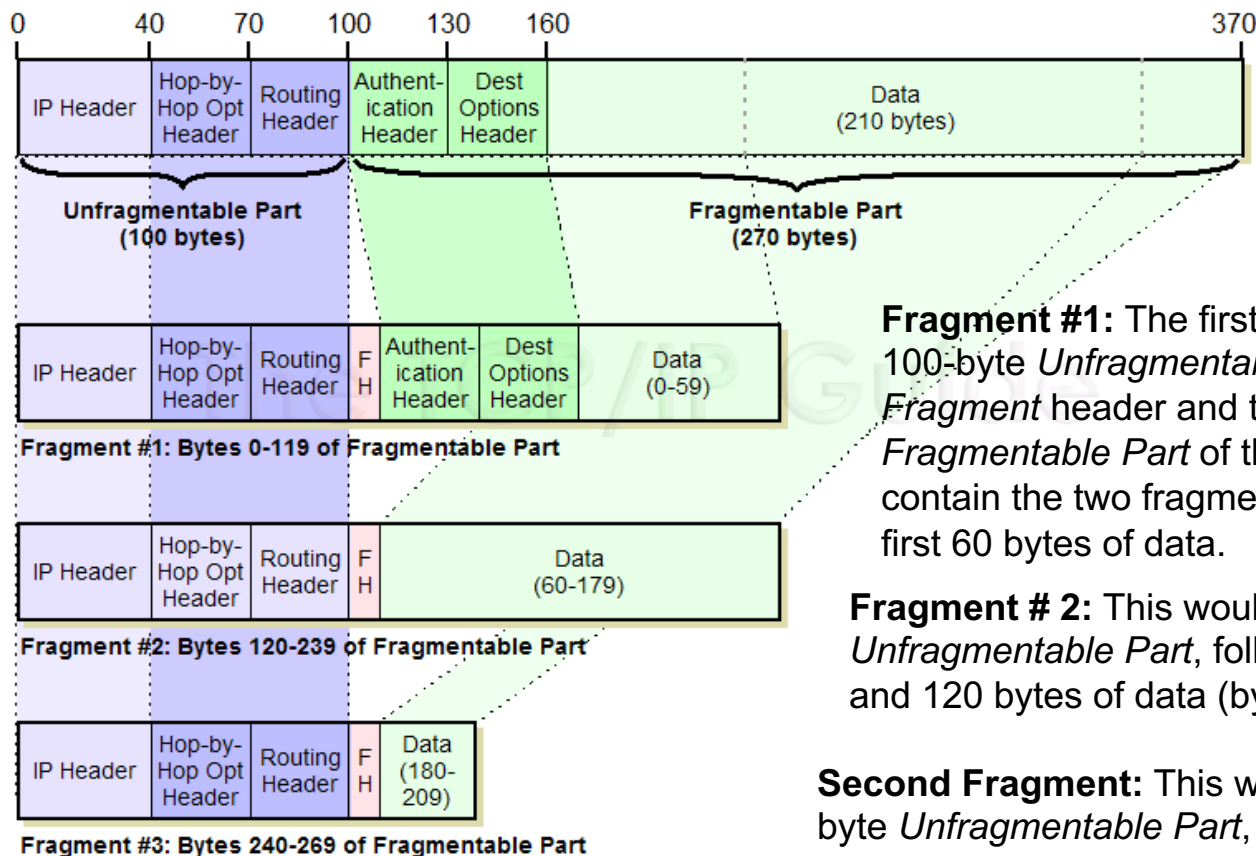 0 40 70 100 130 160 370
IP Header
Hop-by-
Hop Opt
Header
Routing
Header
Authent-
ication
Header
Dest
Options
Header
Data
(210 bytes)
Unfragmentable Part
(100 bytes)
Fragmentable Part
(270 bytes)
IP Header
Hop-by-
Hop Opt
Header
Routing
Header
F
H
Authent-
ication
Header
Dest
Options
Header
Data
(0-59)
The TCP/IP Guide
Fragment #1: Bytes 0-119 of Fragmentable Part
IP Header
Hop-by-
Hop Opt
Header
Routing
Header
F
H
Data
(60-179)
Fragment #2: Bytes 120-239 of Fragmentable Part
IP Header
Hop-by-
Hop Opt
Header
Routing
Header
F
H
Data
(180-
209)
Fragment #3: Bytes 240-269 of Fragmentable Part
Fragment #1: The first
100-byte Unfragmenta
Fragment header and t
Fragmentable Part of th
contain the two fragme
first 60 bytes of data.
Fragment # 2: This woul
Unfragmentable Part, foll
and 120 bytes of data (by
Second Fragment: This w
byte Unfragmentable Part,